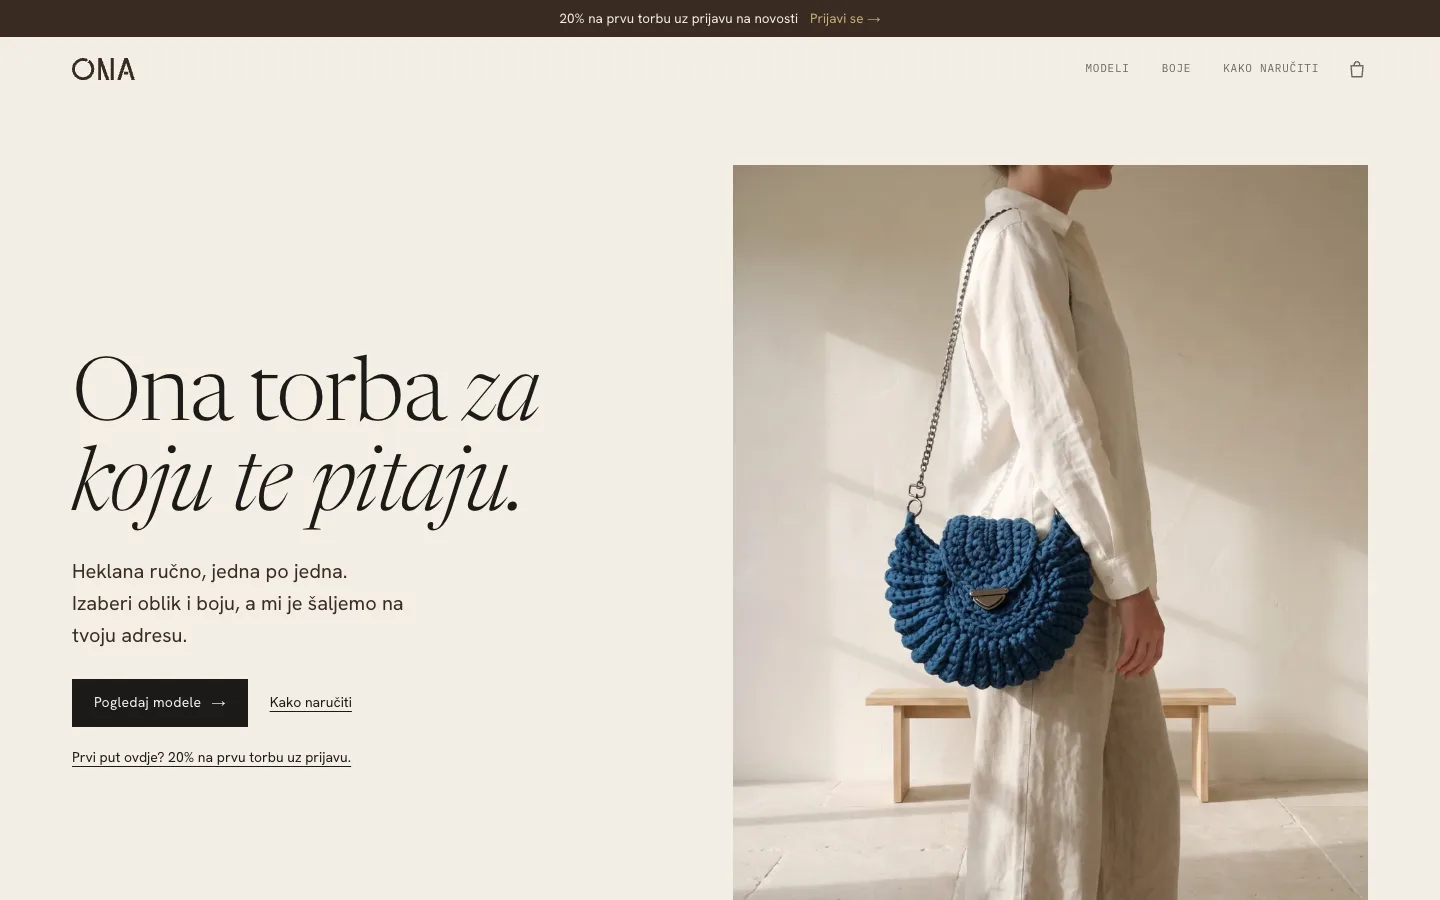 20% na prvu torbu uz prijavu na novosti Prijavi se →
ONA
MODELI BOJE KAKO NARUČITI
Ona torba za
koju te pitaju.
Heklana ručno, jedna po jedna.
Izaberi oblik i boju, a mi je šaljemo na
tvoju adresu.
Pogledaj modele → Kako naručiti
Prvi put ovdje? 20% na prvu torbu uz prijavu.